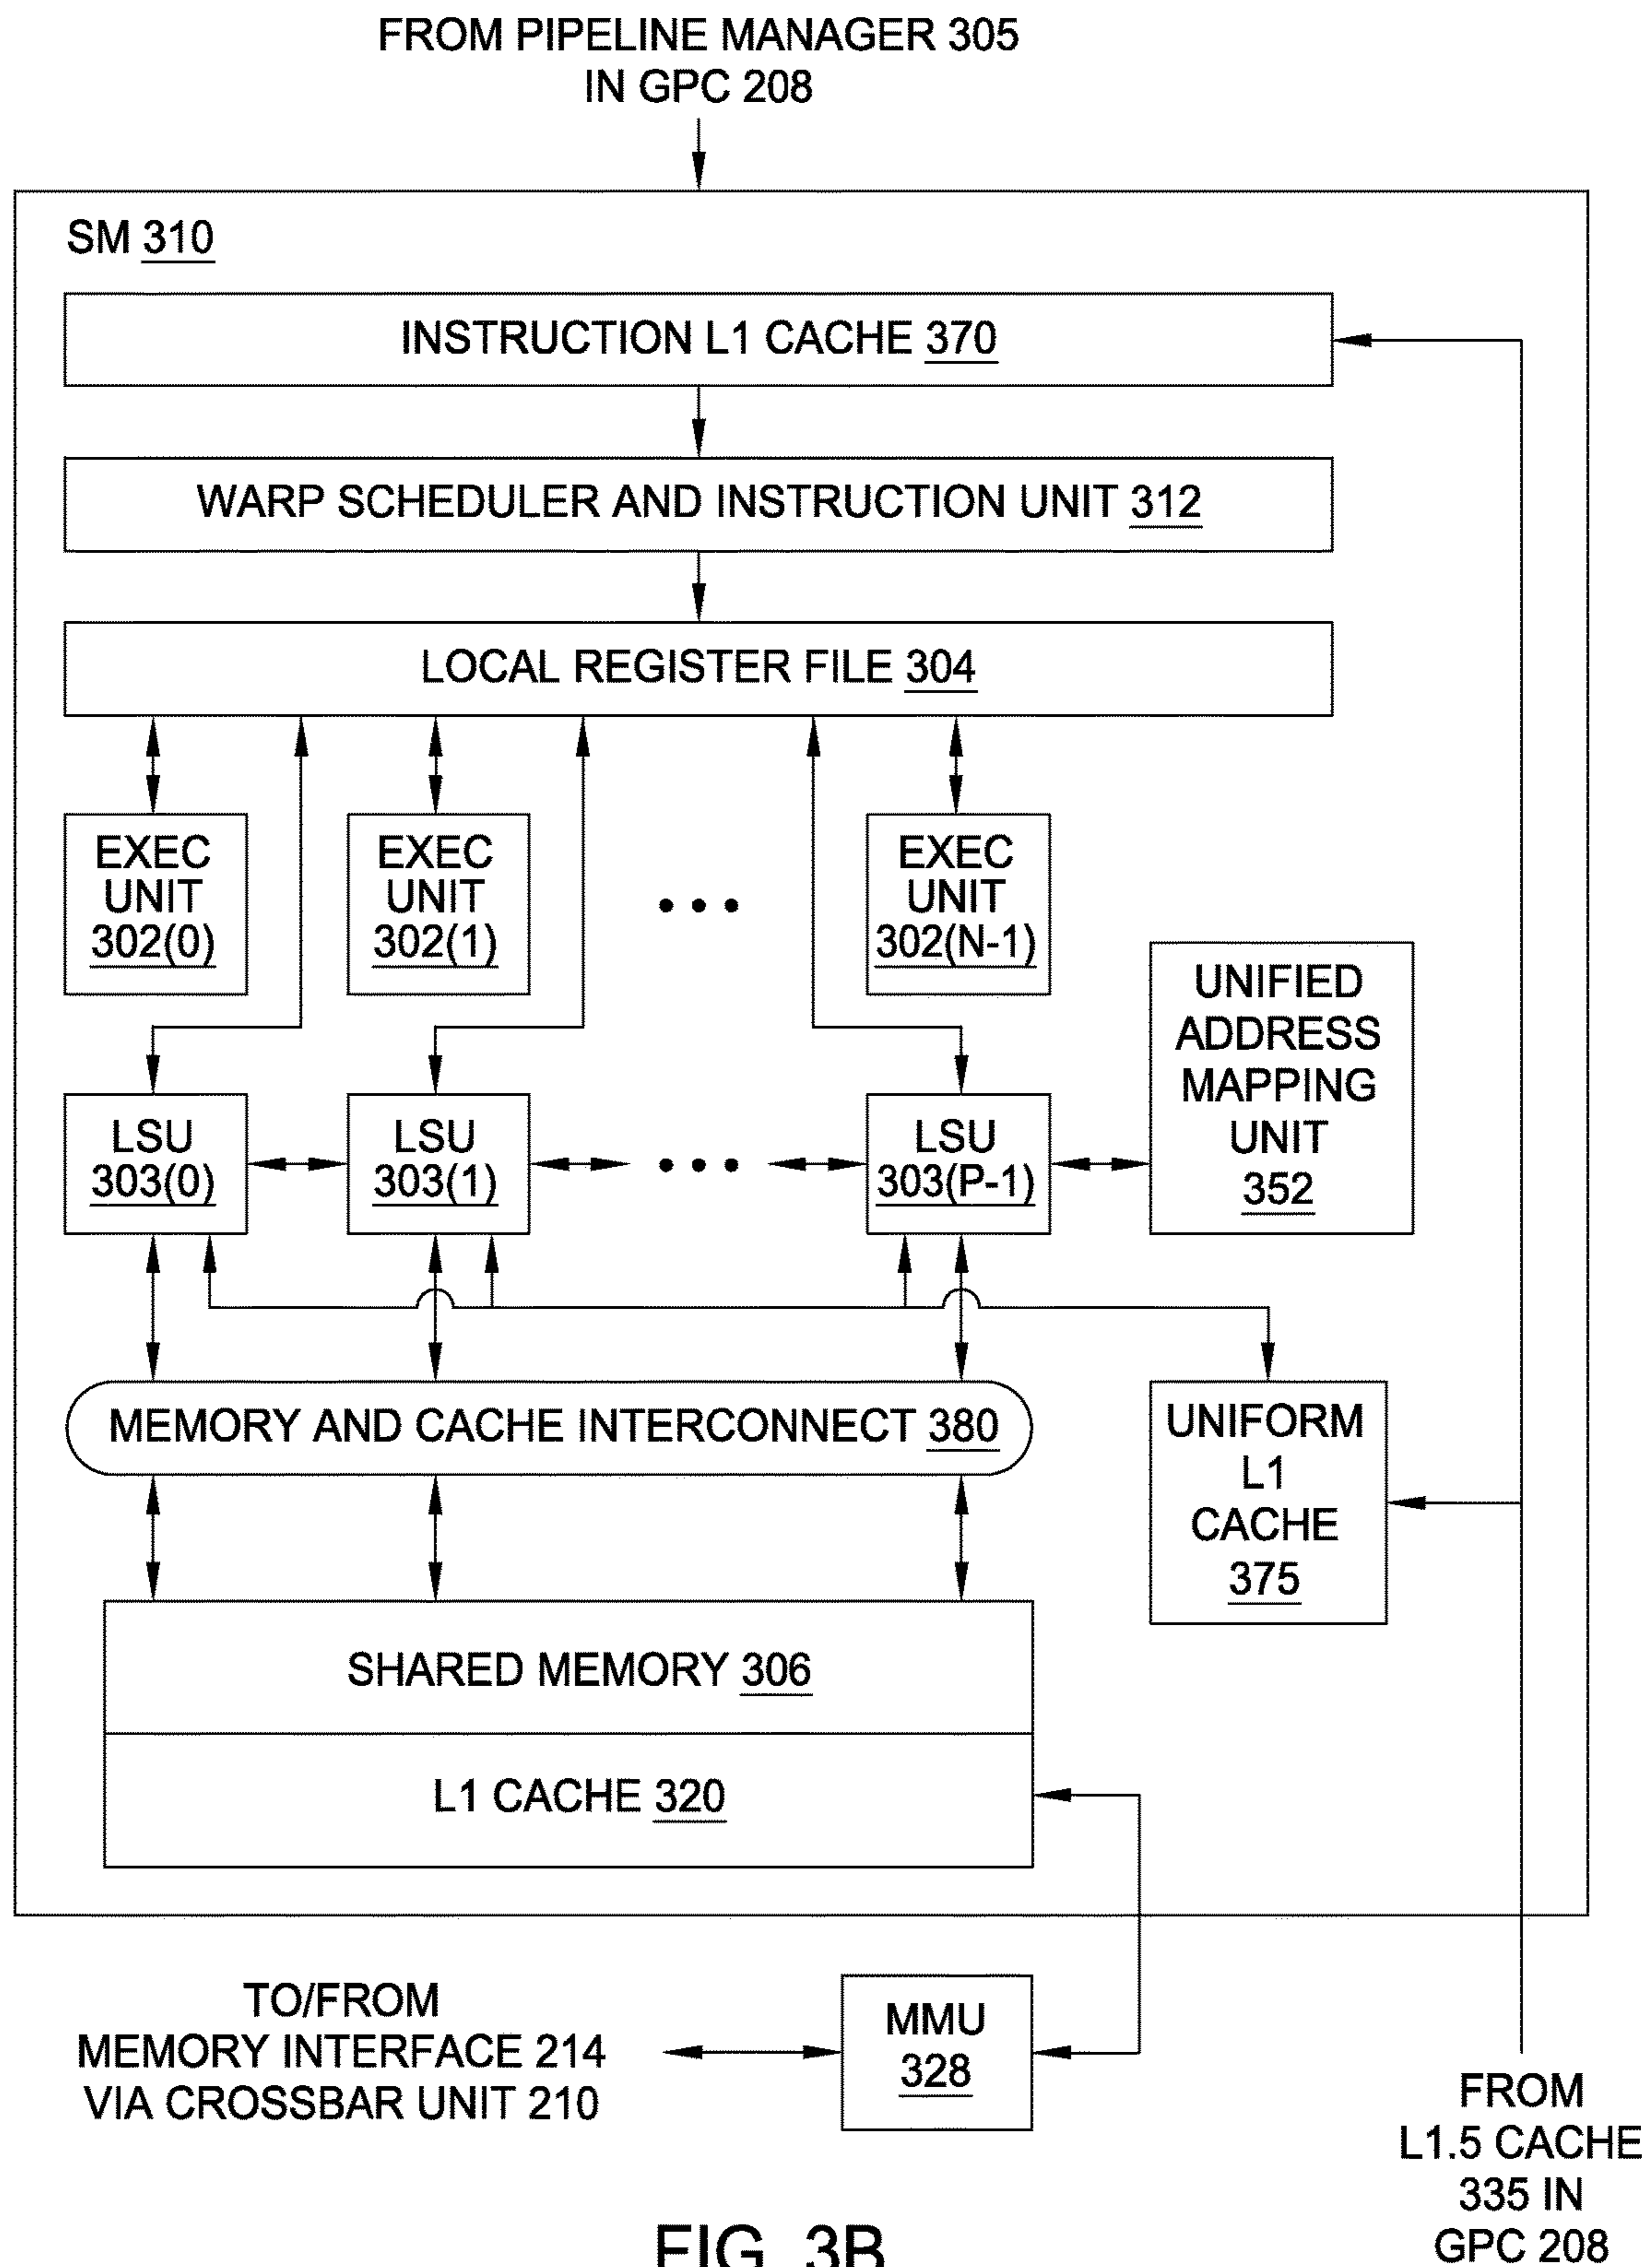 FROM PIPELINE MANAGER 305
IN GPC 208
SM 310
INSTRUCTION L1 CACHE 370
WARP SCHEDULER AND INSTRUCTION UNIT 312
LOCAL REGISTER FILE 304
EXEC
UNIT
302(0)
EXEC
UNIT
302(1)
EXEC
UNIT
302(N-1)
UNIFIED
ADDRESS
MAPPING
UNIT
352
LSU
303(0)
LSU
303(1)
LSU
303(P-1)
MEMORY AND CACHE INTERCONNECT 380
UNIFORM
L1
CACHE
375
SHARED MEMORY 306
L1 CACHE 320
TO/FROM
MEMORY INTERFACE 214
VIA CROSSBAR UNIT 210
MMU
328
FROM
L1.5 CACHE
335 IN
GPC 208
FIG. 3B